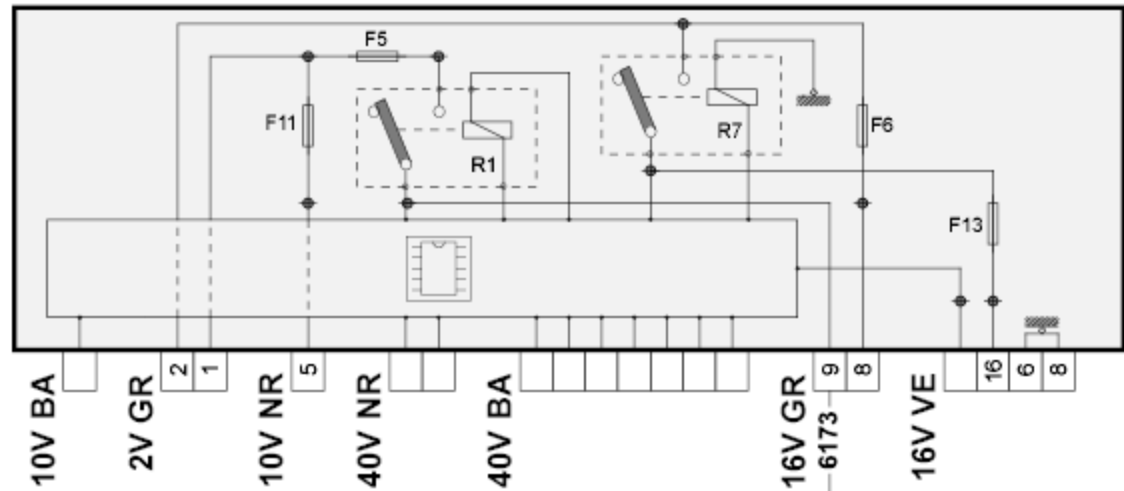 F5
F11
R1
R7
F6
F13
10V BA
2V GR
2
1
10V NR
5
40V NR
40V BA
16V GR
9
8
6173
16V VE
16
6
8